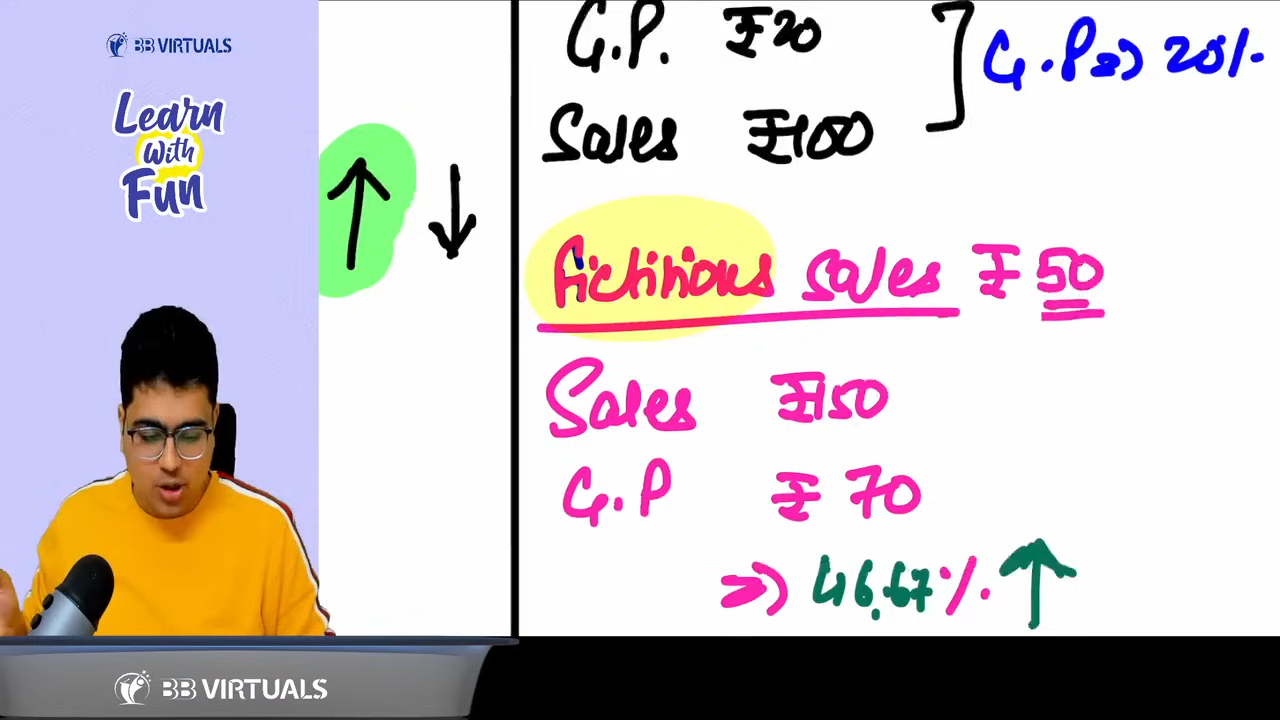 BB VIRTUALS
Learn
With
Fun
G.P. ₹20
Sales ₹100
G.P ⇒ 20%
fictitious sales ₹50
Sales ₹150
G.P ₹70
⇒ 46.67%
BB VIRTUALS